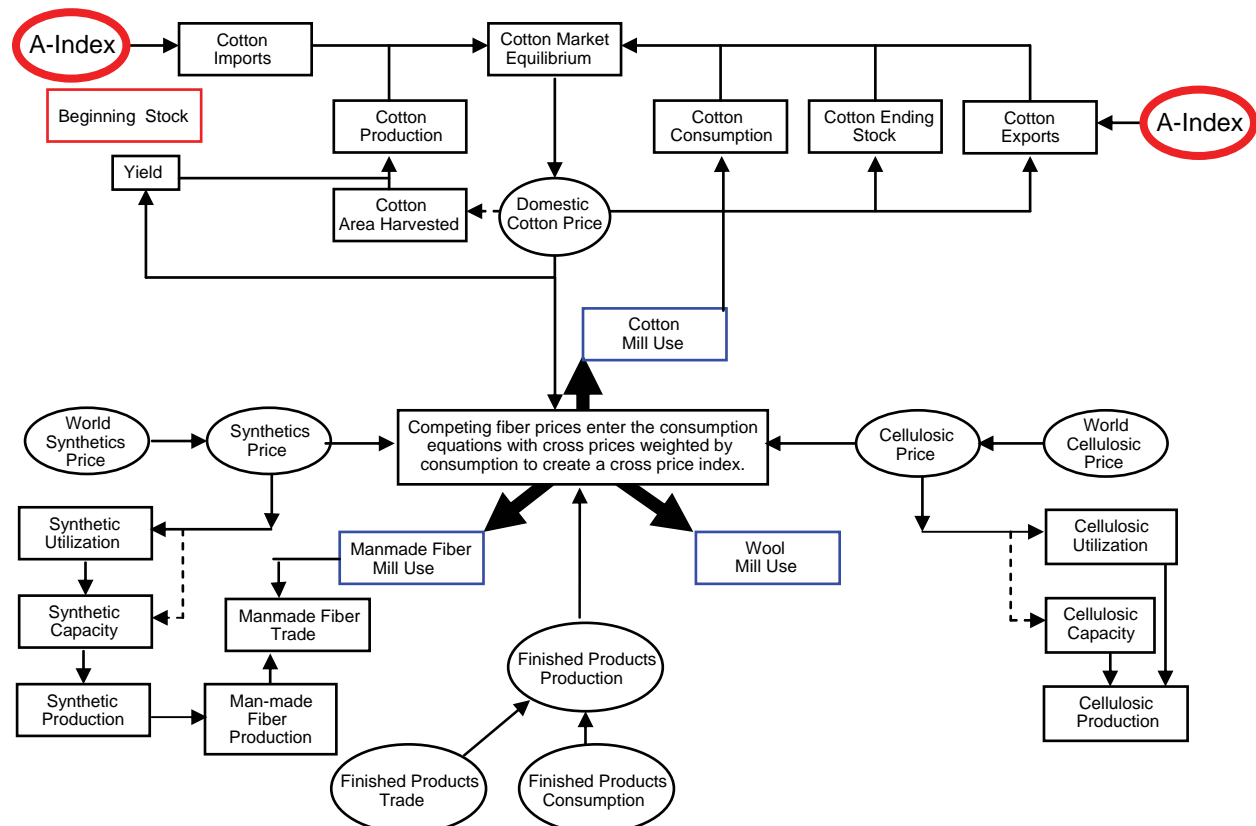 A-Index
Cotton
Imports
Cotton Market
Equilibrium
Beginning Stock
Cotton
Production
Cotton
Consumption
Cotton Ending
Stock
Cotton
Exports
A-Index
Yield
Cotton
Area Harvested
Domestic
Cotton Price
Cotton
Mill Use
World
Synthetics
Price
Synthetics
Price
Competing fiber prices enter the consumption
equations with cross prices weighted by
consumption to create a cross price index.
Cellulosic
Price
World
Cellulosic
Price
Synthetic
Utilization
Manmade Fiber
Mill Use
Wool
Mill Use
Cellulosic
Utilization
Synthetic
Capacity
Manmade Fiber
Trade
Cellulosic
Capacity
Finished Products
Production
Synthetic
Production
Man-made
Fiber
Production
Cellulosic
Production
Finished Products
Trade
Finished Products
Consumption